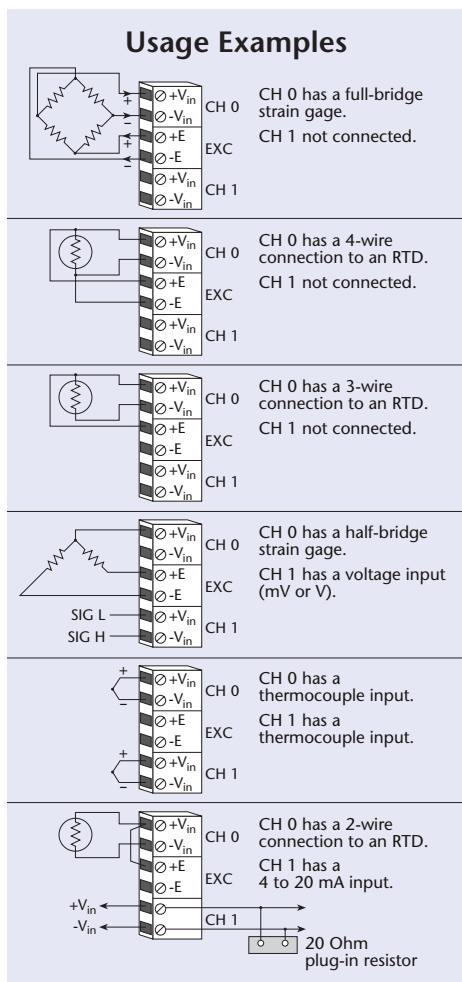 Usage Examples
+Vin
-Vin
+E
-E
+Vin
-Vin
CH 0
EXC
CH 1
+
–
+
–
CH 0 has a full-bridge
strain gage.
CH 1 not connected.
+Vin
-Vin
+E
-E
+Vin
-Vin
CH 0
EXC
CH 1
CH 0 has a 4-wire
connection to an RTD.
CH 1 not connected.
+Vin
-Vin
+E
-E
+Vin
-Vin
CH 0
EXC
CH 1
CH 0 has a 3-wire
connection to an RTD.
CH 1 not connected.
+Vin
-Vin
+E
-E
+Vin
-Vin
CH 0
EXC
CH 1
SIG L
SIG H
CH 0 has a half-bridge
strain gage.
CH 1 has a voltage input
(mV or V).
+
–
+
–
+Vin
-Vin
+E
-E
+Vin
-Vin
CH 0
EXC
CH 1
CH 0 has a
thermocouple input.
CH 1 has a
thermocouple input.
+Vin
-Vin
+E
-E
CH 0
EXC
CH 1
+Vin
-Vin
CH 0 has a 2-wire
connection to an RTD.
CH 1 has a
4 to 20 mA input.
20 Ohm
plug-in resistor